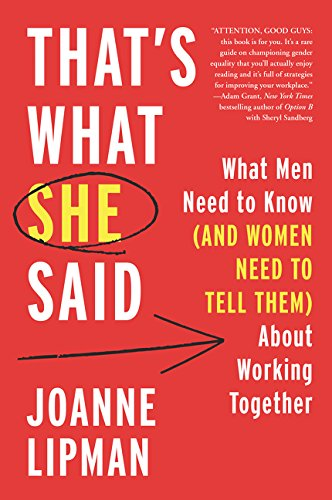 THAT'S
WHAT
SHE
SAID
"ATTENTION, GOOD GUYS:
this book is for you. It's a rare
guide on championing gender
equality that you'll actually enjoy
reading and it's full of strategies
for improving your workplace."
—Adam Grant, New York Times
bestselling author of Option B
with Sheryl Sandberg
What Men
Need to Know
(AND WOMEN
NEED TO
TELL THEM)
About
Working
Together
JOANNE
LIPMAN